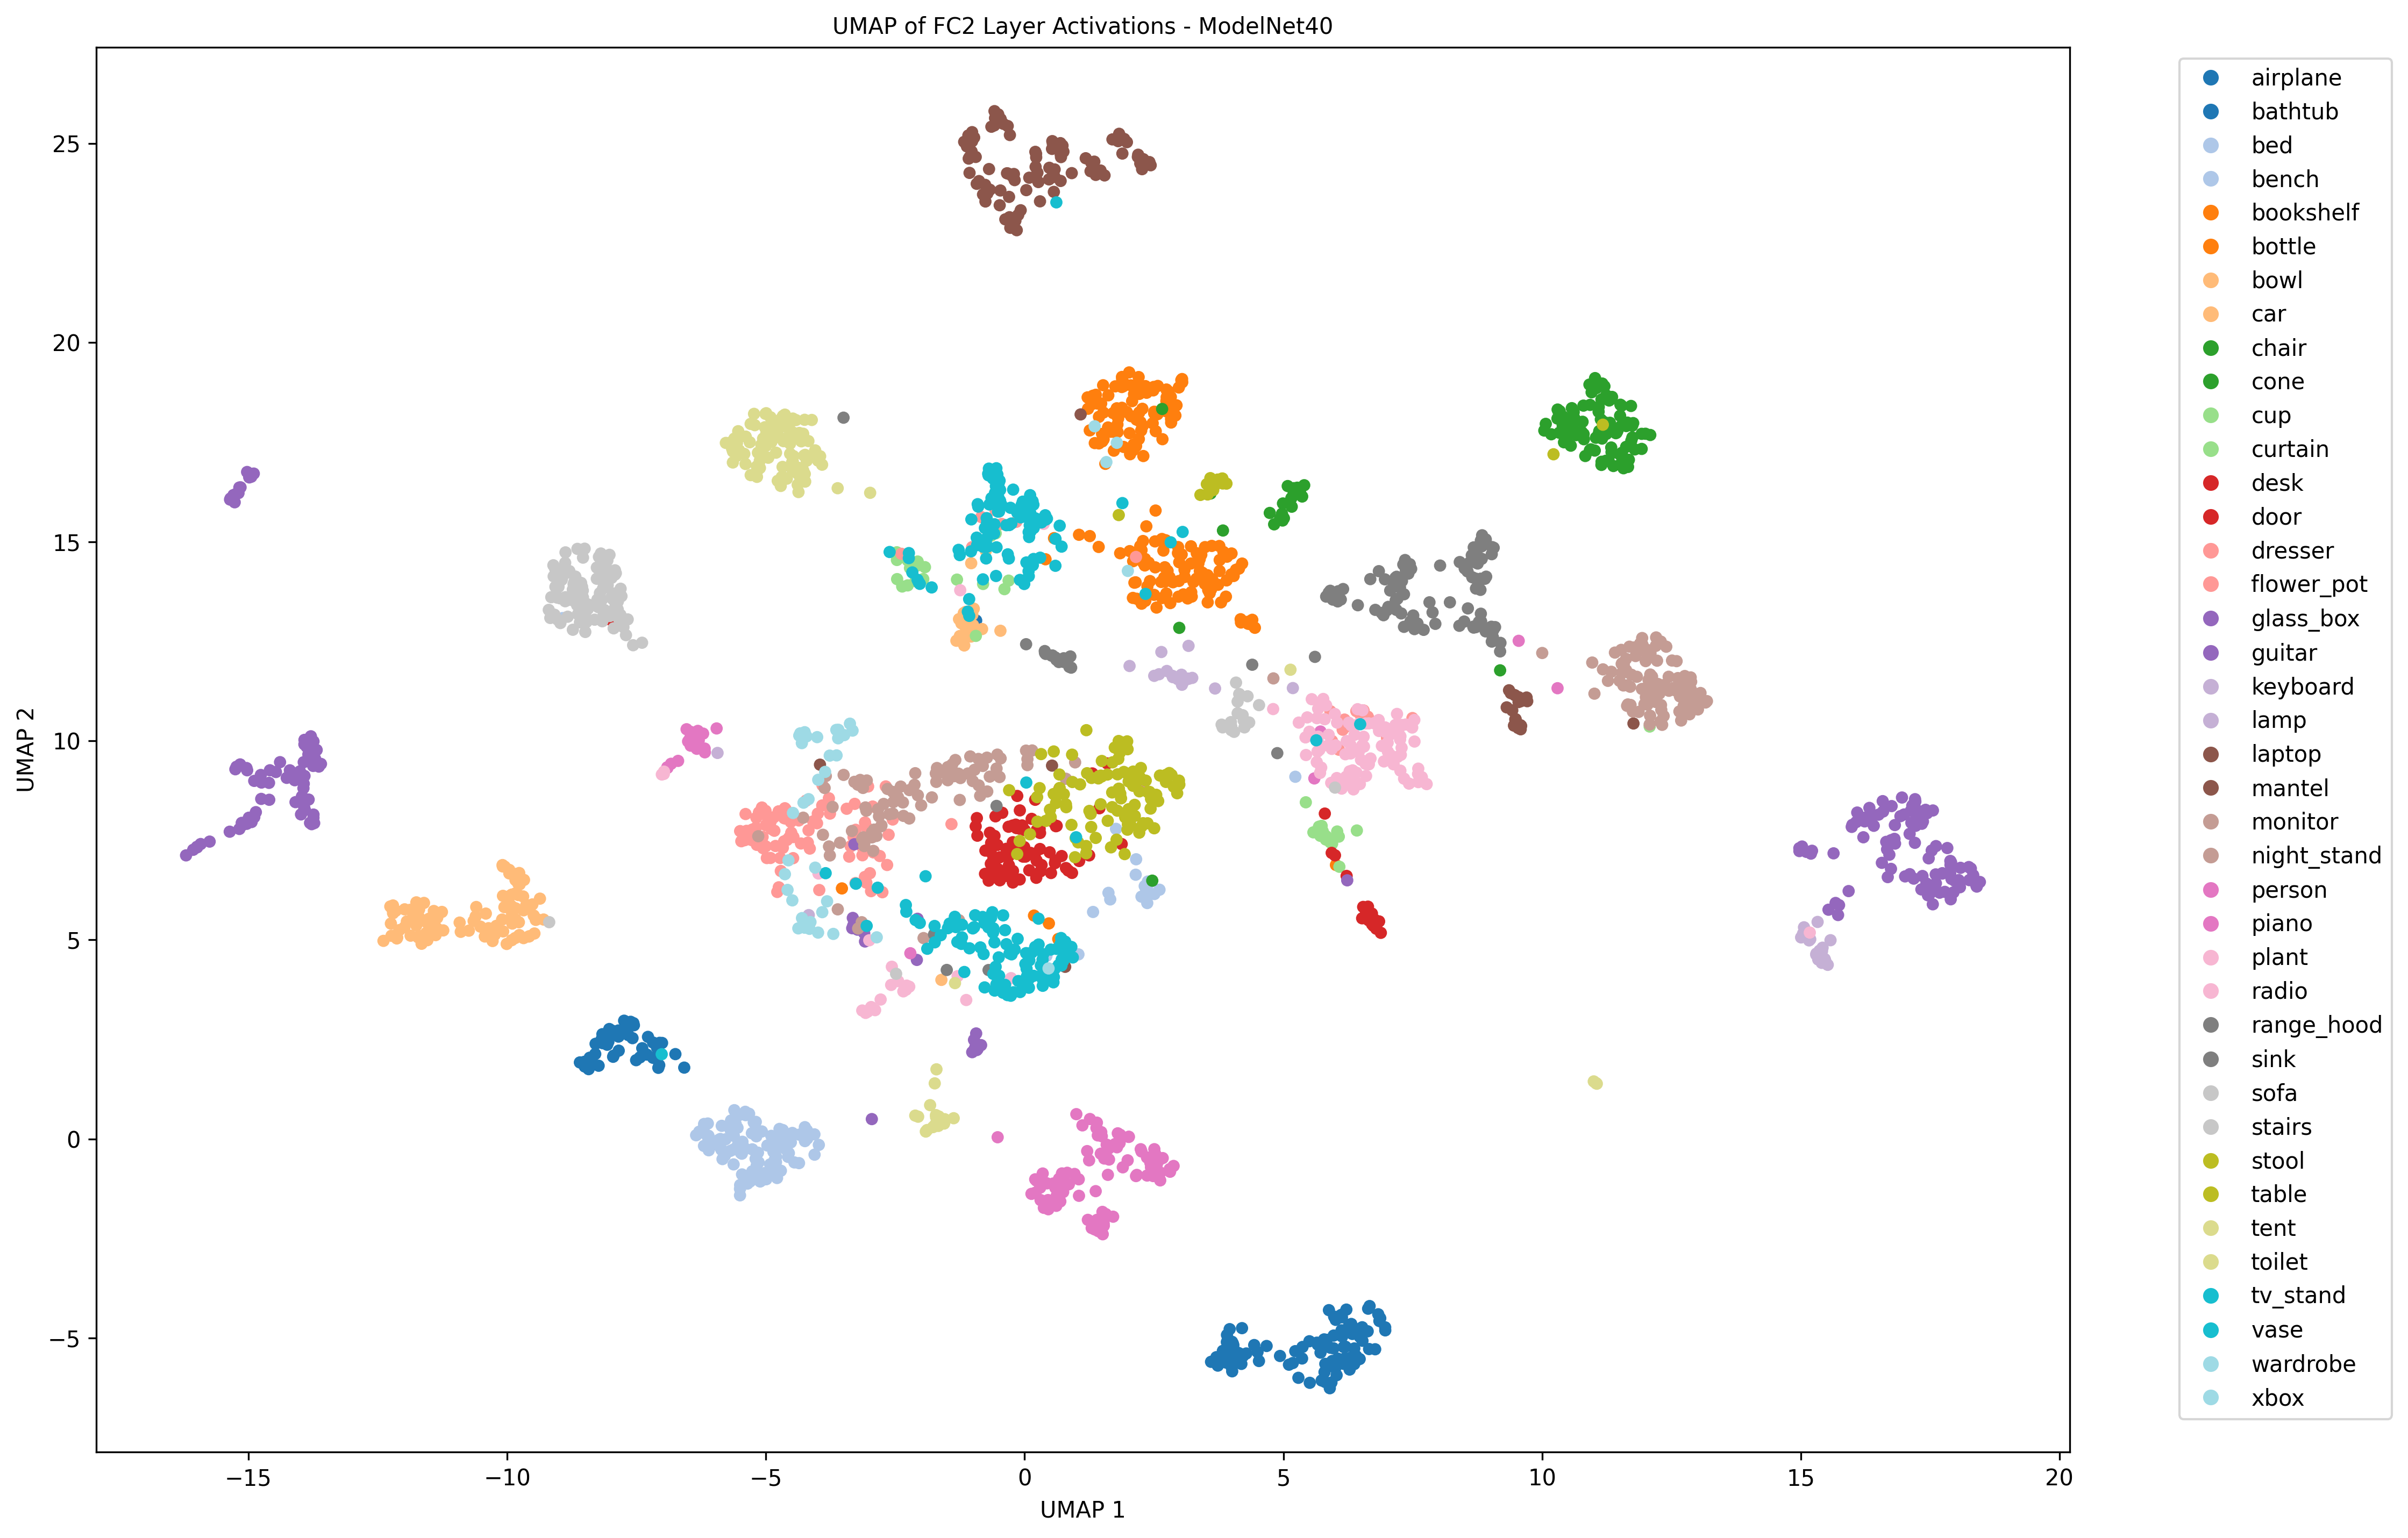 UMAP of FC2 Layer Activations - ModelNet40
25
20
15
10
5
0
−5
UMAP 2
−15
−10
−5
0
5
10
15
20
UMAP 1
airplane
bathtub
bed
bench
bookshelf
bottle
bowl
car
chair
cone
cup
curtain
desk
door
dresser
flower_pot
glass_box
guitar
keyboard
lamp
laptop
mantel
monitor
night_stand
person
piano
plant
radio
range_hood
sink
sofa
stairs
stool
table
tent
toilet
tv_stand
vase
wardrobe
xbox